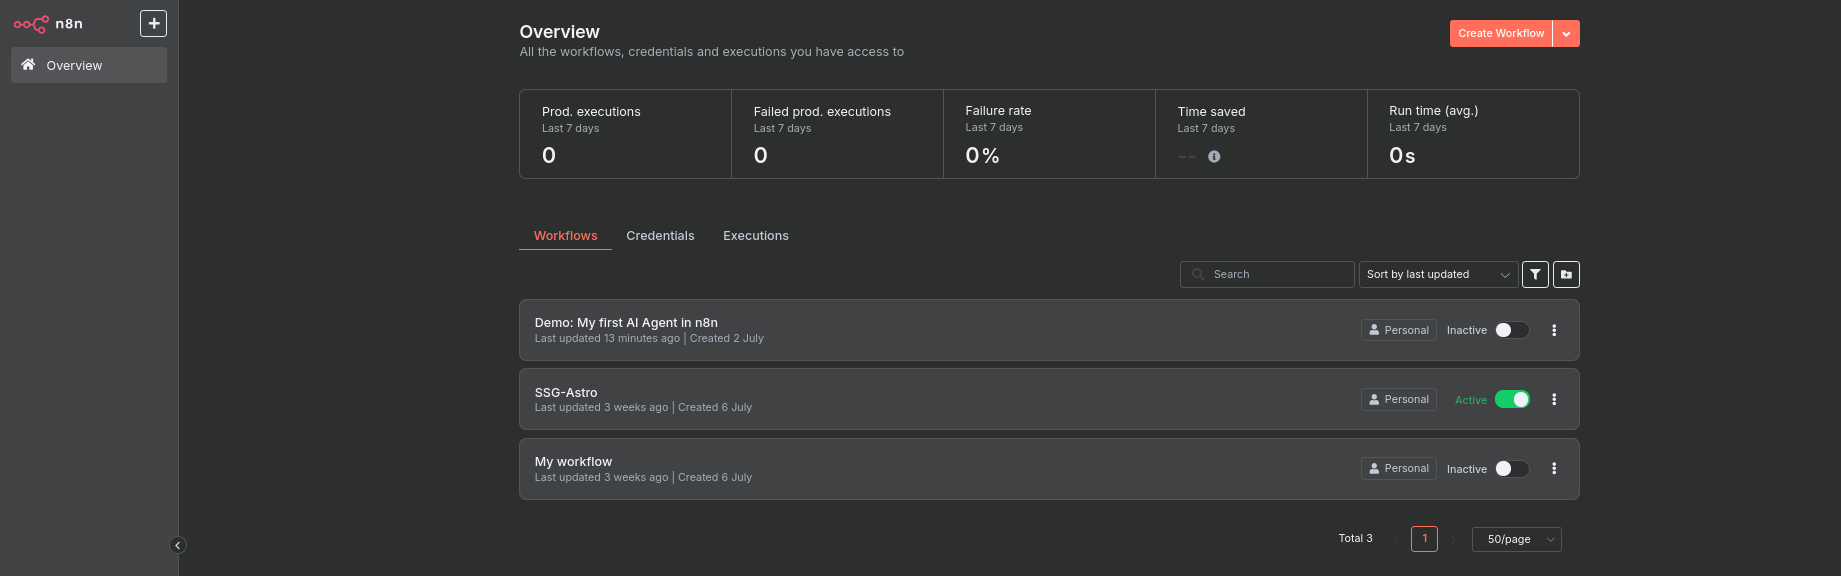 n8n
Overview
Overview
All the workflows, credentials and executions you have access to
Create Workflow
Prod. executions
Last 7 days
0
Failed prod. executions
Last 7 days
0
Failure rate
Last 7 days
0%
Time saved
Last 7 days
--
Run time (avg.)
Last 7 days
0s
Workflows Credentials Executions
Search
Sort by last updated
Demo: My first AI Agent in n8n
Last updated 13 minutes ago | Created 2 July
Personal
Inactive
SSG-Astro
Last updated 3 weeks ago | Created 6 July
Personal
Active
My workflow
Last updated 3 weeks ago | Created 6 July
Personal
Inactive
Total 3
1
50/page